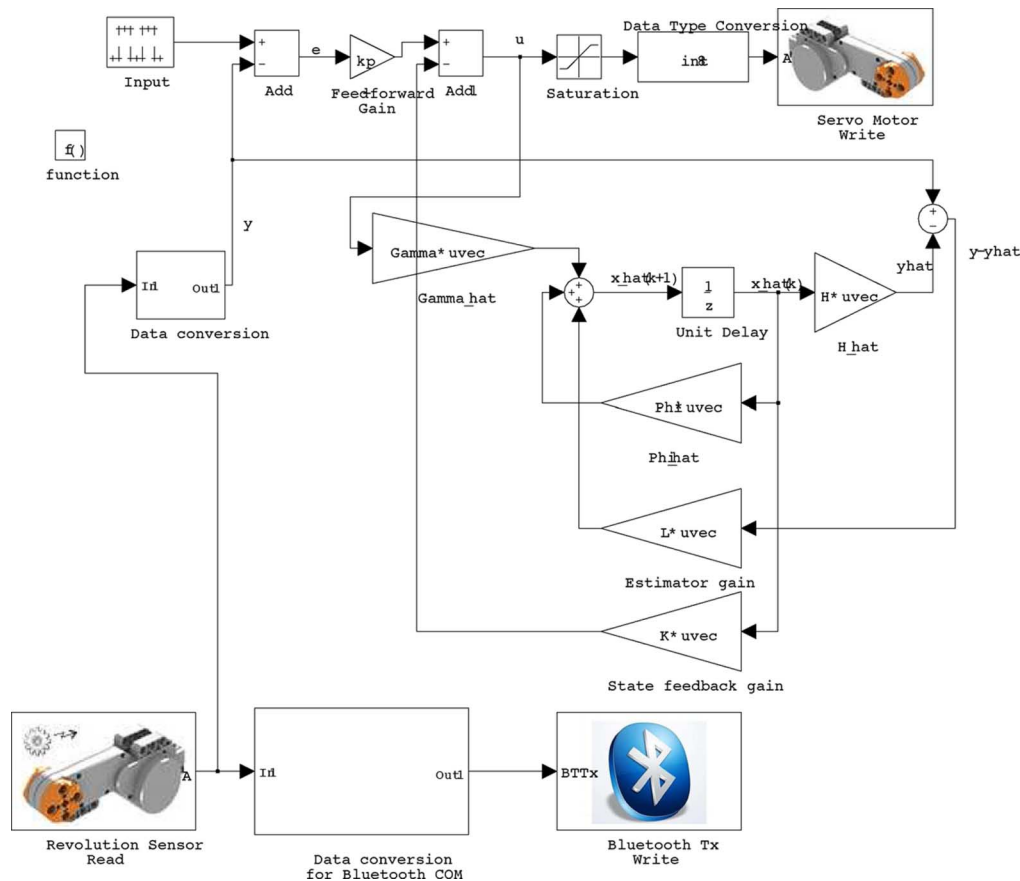 Input
+
−
Add
e
kp
Feed-forward
Gain
+
−
Add1
u
Saturation
Data Type Conversion
A
Servo Motor
Write
f()
function
y
In1
Out1
Data conversion
Gamma* uvec
Gamma_hat
+
+
+
x_hat(k+1)
1
z
Unit Delay
x_hat(k)
H* uvec
H_hat
yhat
+
−
y-yhat
Phi* uvec
Phi_hat
L* uvec
Estimator gain
K* uvec
State feedback gain
A
Revolution Sensor
Read
In1
Out1
Data conversion
for Bluetooth COM
BTTx
Bluetooth Tx
Write